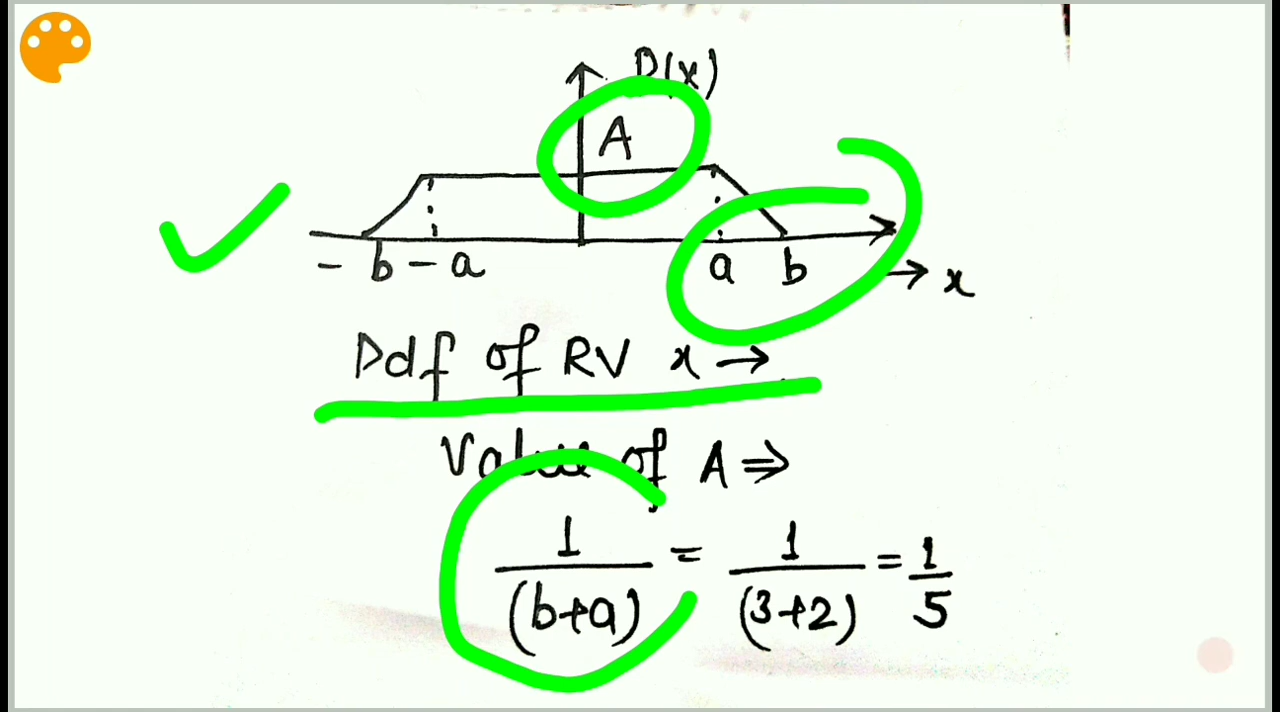 P(x)
A
- b - a a b → x
Pdf of RV x →
Value of A ⇒
1/(b+a) = 1/(3+2) = 1/5